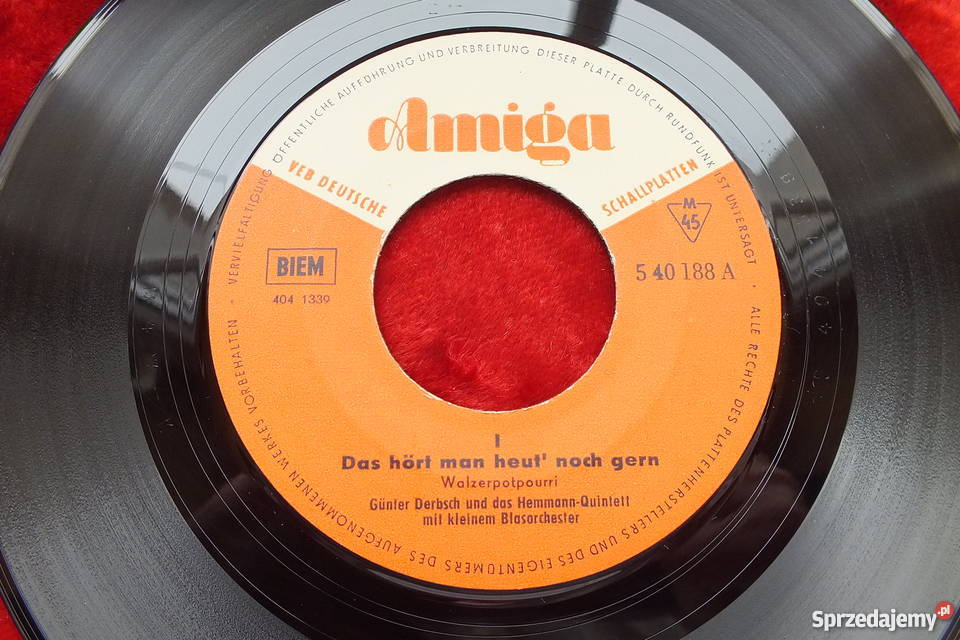 Amiga
VEB DEUTSCHE SCHALLPLATTEN
M
45
BIEM
404 1339
5 40 188 A
I
Das hört man heut' noch gern
Walzerpotpourri
Günter Derbsch und das Hemmann-Quintett
mit kleinem Blasorchester
ALLE RECHTE DES PLATTENHERSTELLERS UND DES EIGENTÜMERS DES AUFGENOMMENEN WERKES VORBEHALTEN · VERVIELFÄLTIGUNG ÖFFENTLICHE AUFFÜHRUNG UND VERBREITUNG DIESER PLATTE DURCH RUNDFUNK IST UNTERSAGT ·
Sprzedajemy.pl